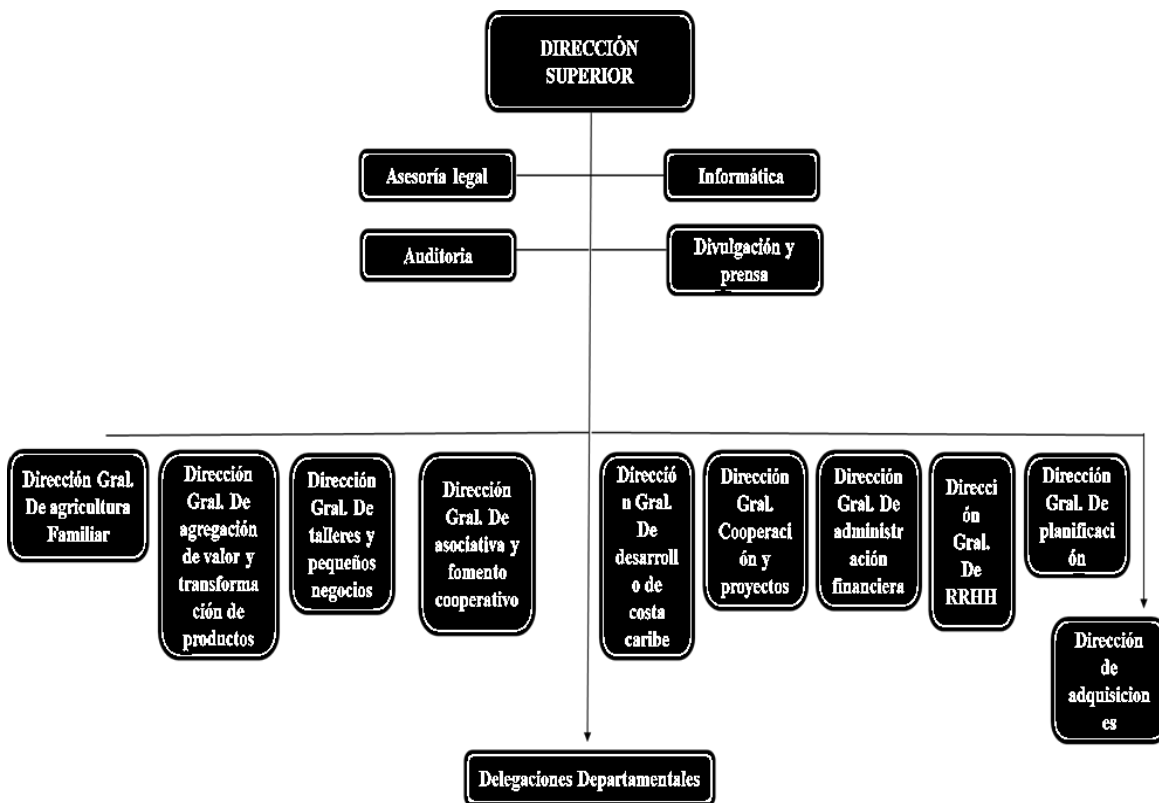 DIRECCIÓN
SUPERIOR
Asesoría legal
Informática
Auditoria
Divulgación y
prensa
Dirección Gral.
De agricultura
Familiar
Dirección
Gral. De
agregación
de valor y
transforma
ción de
productos
Dirección
Gral. De
talleres y
pequeños
negocios
Dirección
Gral. De
asociativa y
fomento
cooperativo
Direcció
n Gral.
De
desarroll
o de
costa
caribe
Dirección
Gral.
Cooperaci
ón y
proyectos
Dirección
Gral. De
administr
ación
financiera
Direcci
ón
Gral.
De
RRHH
Dirección
Gral. De
planificaci
ón
Dirección
de
adquisicion
es
Delegaciones Departamentales